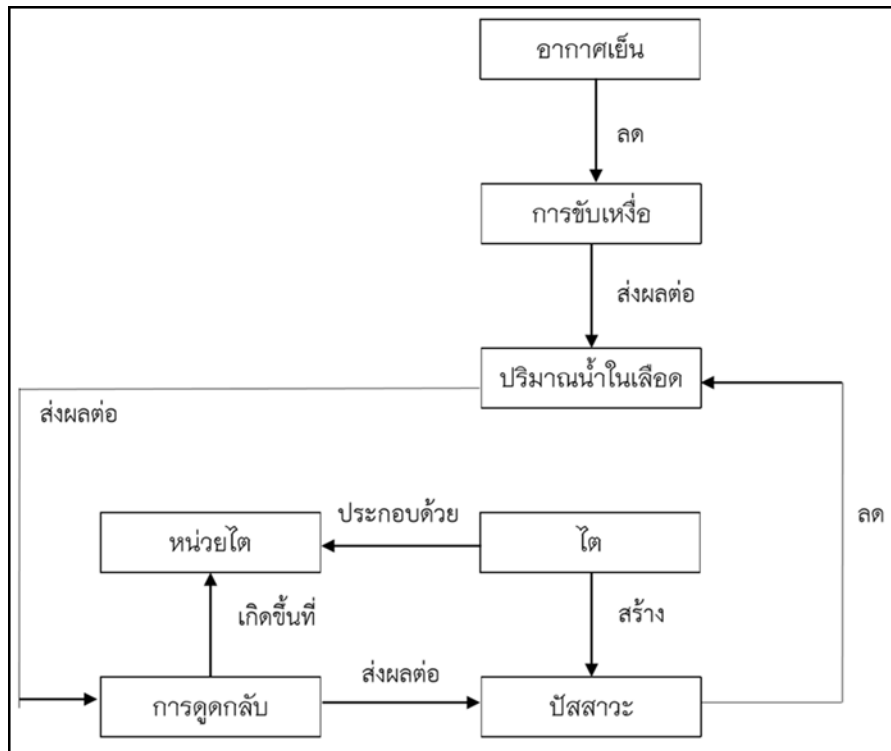 อากาศเย็น
ลด
การขับเหงื่อ
ส่งผลต่อ
ปริมาณน้ำในเลือด
ส่งผลต่อ
ลด
ประกอบด้วย
หน่วยไต
ไต
เกิดขึ้นที่
สร้าง
ส่งผลต่อ
การดูดกลับ
ปัสสาวะ